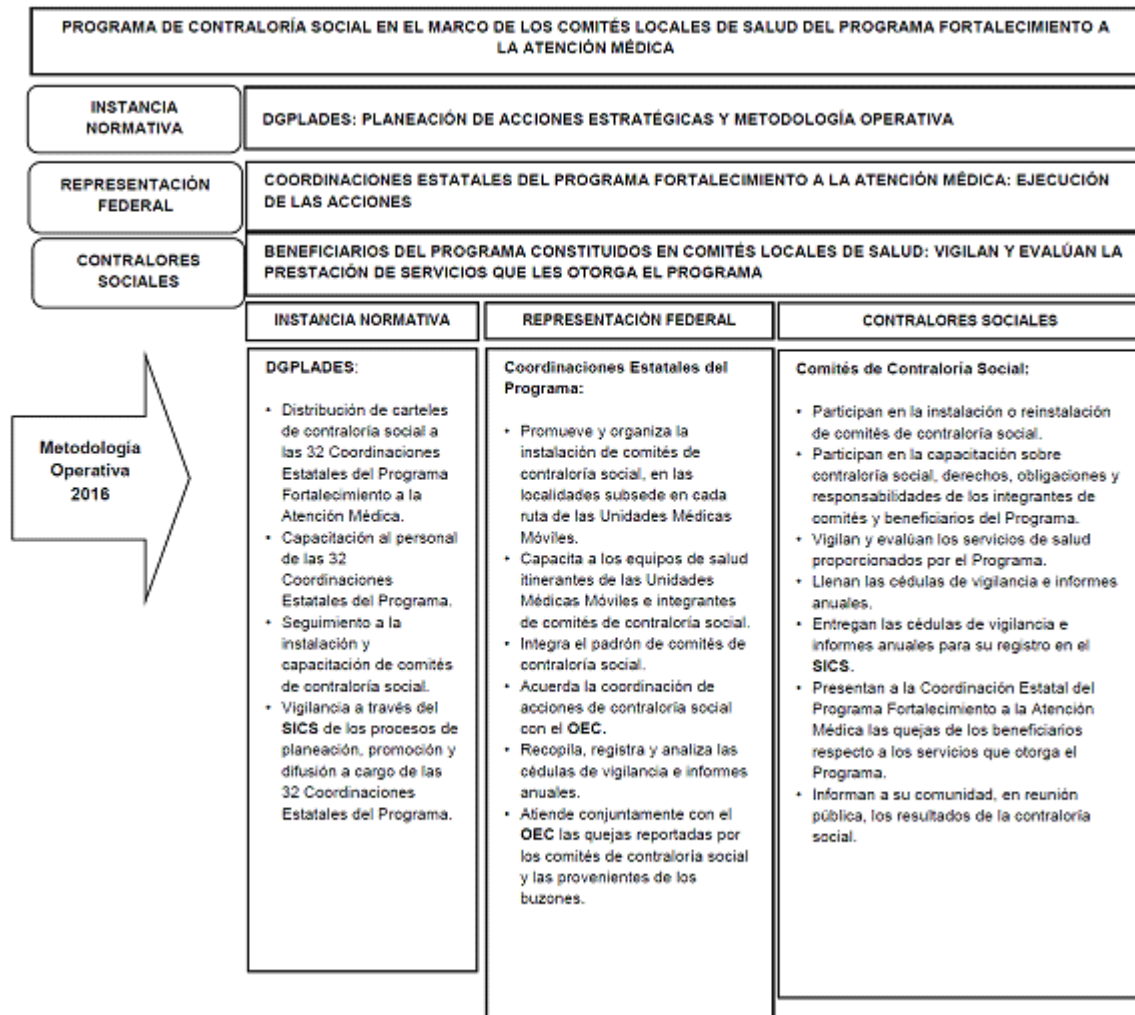 PROGRAMA DE CONTRALORÍA SOCIAL EN EL MARCO DE LOS COMITÉS LOCALES DE SALUD DEL PROGRAMA FORTALECIMIENTO A
LA ATENCIÓN MÉDICA
INSTANCIA
NORMATIVA
DGPLADES: PLANEACIÓN DE ACCIONES ESTRATÉGICAS Y METODOLOGÍA OPERATIVA
REPRESENTACIÓN
FEDERAL
COORDINACIONES ESTATALES DEL PROGRAMA FORTALECIMIENTO A LA ATENCIÓN MÉDICA: EJECUCIÓN
DE LAS ACCIONES
CONTRALORES
SOCIALES
BENEFICIARIOS DEL PROGRAMA CONSTITUIDOS EN COMITÉS LOCALES DE SALUD: VIGILAN Y EVALÚAN LA
PRESTACIÓN DE SERVICIOS QUE LES OTORGA EL PROGRAMA
Metodología
Operativa
2016
INSTANCIA NORMATIVA
DGPLADES:
• Distribución de carteles
de contraloría social a
las 32 Coordinaciones
Estatales del Programa
Fortalecimiento a la
Atención Médica.
• Capacitación al personal
de las 32
Coordinaciones
Estatales del Programa.
• Seguimiento a la
instalación y
capacitación de comités
de contraloría social.
• Vigilancia a través del
SICS de los procesos de
planeación, promoción y
difusión a cargo de las
32 Coordinaciones
Estatales del Programa.
REPRESENTACIÓN FEDERAL
Coordinaciones Estatales del
Programa:
• Promueve y organiza la
instalación de comités de
contraloría social, en las
localidades subsede en cada
ruta de las Unidades Médicas
Móviles.
• Capacita a los equipos de salud
itinerantes de las Unidades
Médicas Móviles e integrantes
de comités de contraloría social.
• Integra el padrón de comités de
contraloría social.
• Acuerda la coordinación de
acciones de contraloría social
con el OEC.
• Recopila, registra y analiza las
cédulas de vigilancia e informes
anuales.
• Atiende conjuntamente con el
OEC las quejas reportadas por
los comités de contraloría social
y las provenientes de los
buzones.
CONTRALORES SOCIALES
Comités de Contraloría Social:
• Participan en la instalación o reinstalación
de comités de contraloría social.
• Participan en la capacitación sobre
contraloría social, derechos, obligaciones y
responsabilidades de los integrantes de
comités y beneficiarios del Programa.
• Vigilan y evalúan los servicios de salud
proporcionados por el Programa.
• Llenan las cédulas de vigilancia e informes
anuales.
• Entregan las cédulas de vigilancia e
informes anuales para su registro en el
SICS.
• Presentan a la Coordinación Estatal del
Programa Fortalecimiento a la Atención
Médica las quejas de los beneficiarios
respecto a los servicios que otorga el
Programa.
• Informan a su comunidad, en reunión
pública, los resultados de la contraloría
social.